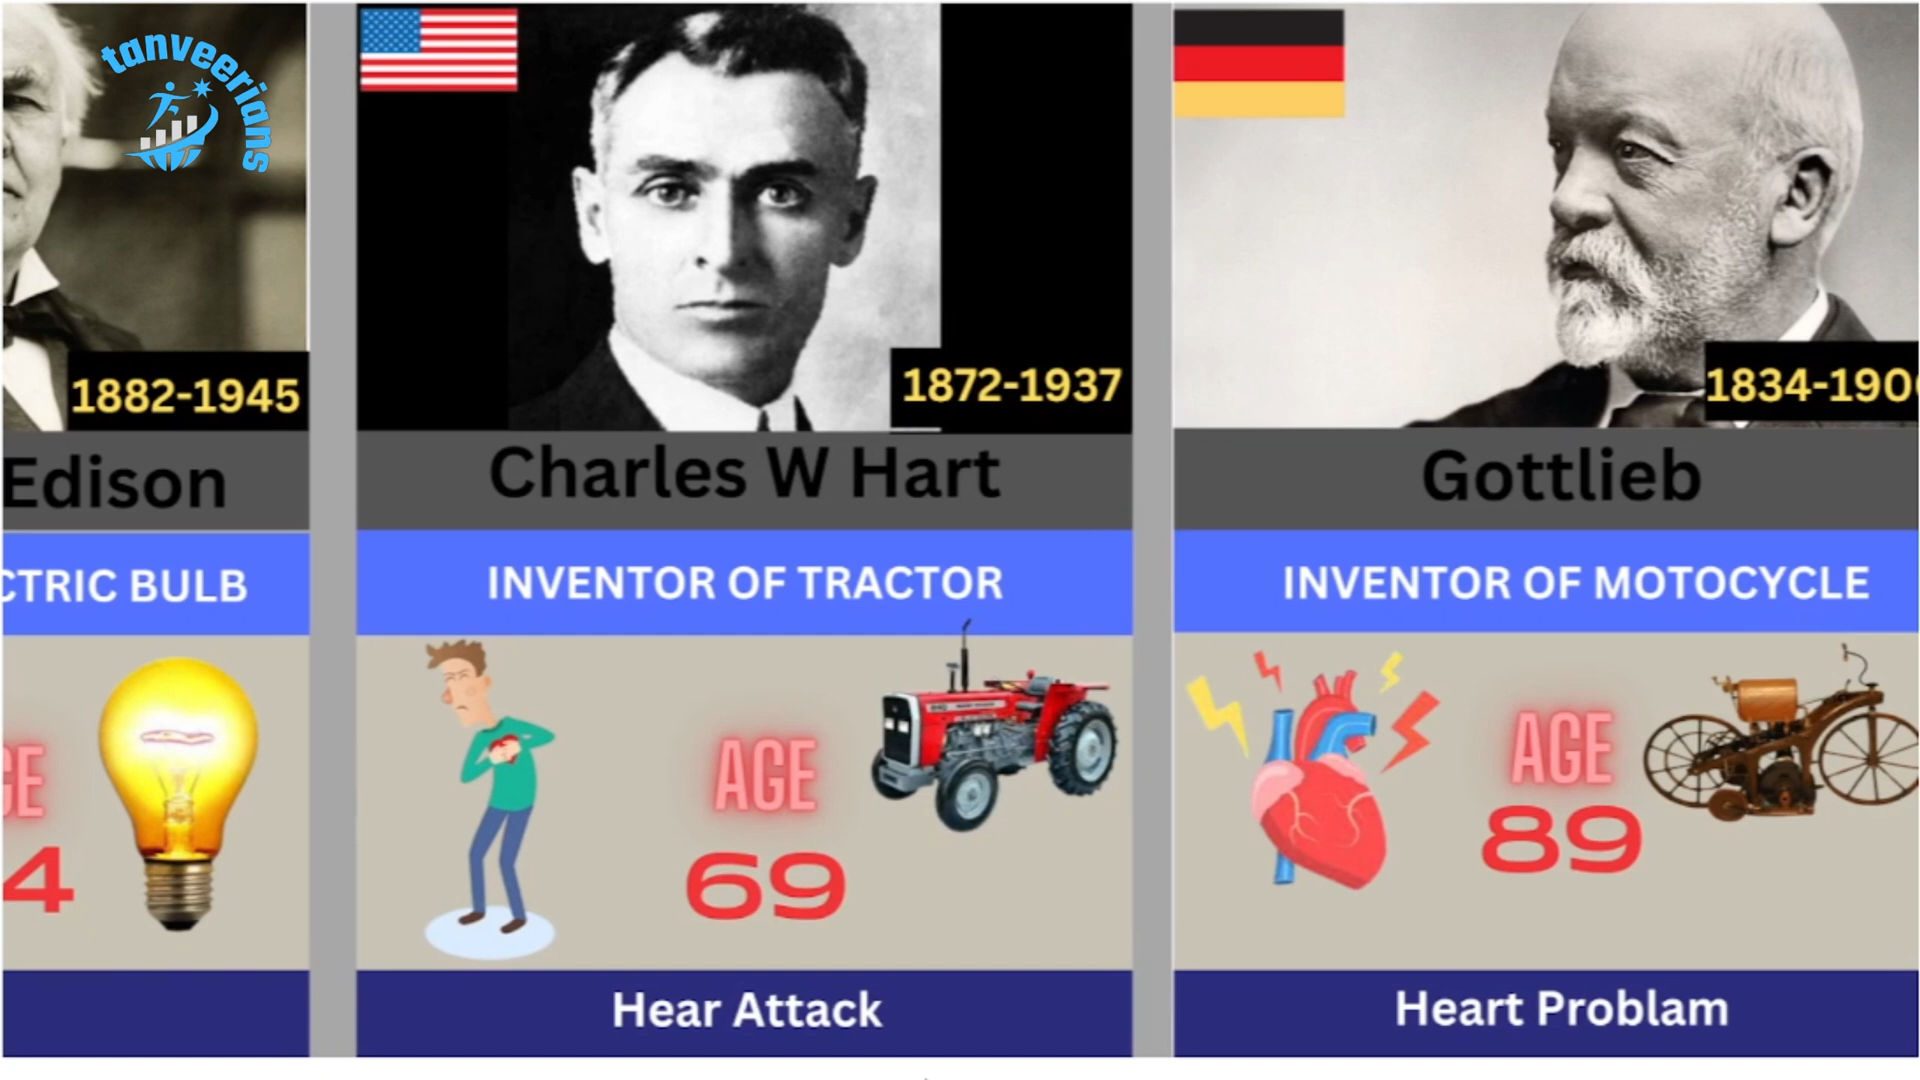 tanveerians
1882-1945
Edison
CTRIC BULB
GE
4
1872-1937
Charles W Hart
INVENTOR OF TRACTOR
AGE
69
Hear Attack
1834-190
Gottlieb
INVENTOR OF MOTOCYCLE
AGE
89
Heart Problam